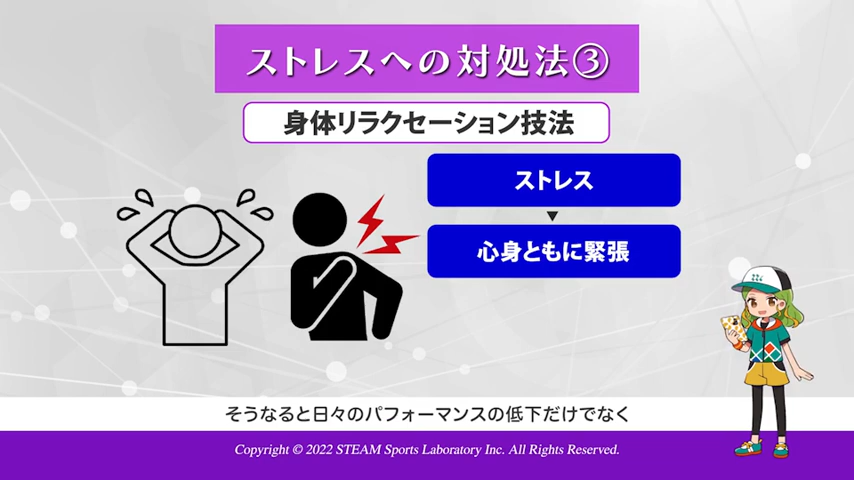 ストレスへの対処法③
身体リラクセーション技法
ストレス
▼
心身ともに緊張
そうなると日々のパフォーマンスの低下だけでなく
Copyright © 2022 STEAM Sports Laboratory Inc. All Rights Reserved.